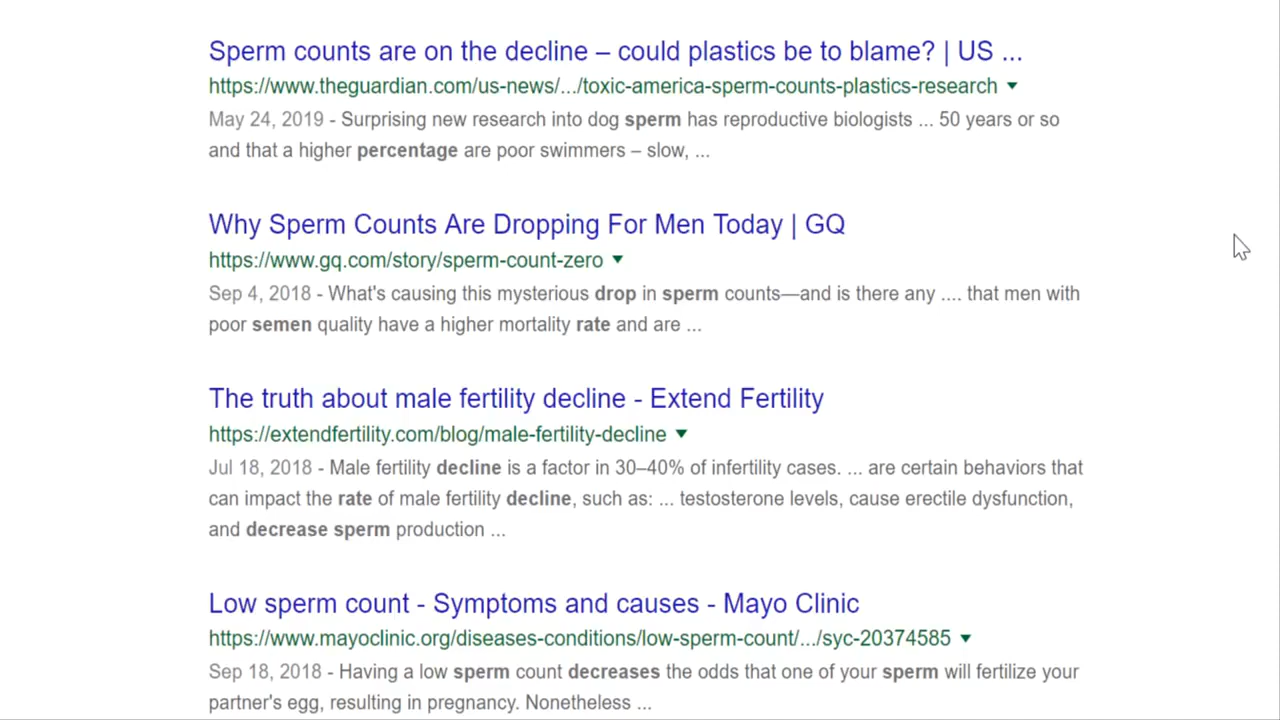 Sperm counts are on the decline – could plastics be to blame? | US ...
https://www.theguardian.com/us-news/.../toxic-america-sperm-counts-plastics-research
May 24, 2019 - Surprising new research into dog sperm has reproductive biologists ... 50 years or so
and that a higher percentage are poor swimmers – slow, ...
Why Sperm Counts Are Dropping For Men Today | GQ
https://www.gq.com/story/sperm-count-zero
Sep 4, 2018 - What's causing this mysterious drop in sperm counts—and is there any .... that men with
poor semen quality have a higher mortality rate and are ...
The truth about male fertility decline - Extend Fertility
https://extendfertility.com/blog/male-fertility-decline
Jul 18, 2018 - Male fertility decline is a factor in 30–40% of infertility cases. ... are certain behaviors that
can impact the rate of male fertility decline, such as: ... testosterone levels, cause erectile dysfunction,
and decrease sperm production ...
Low sperm count - Symptoms and causes - Mayo Clinic
https://www.mayoclinic.org/diseases-conditions/low-sperm-count/.../syc-20374585
Sep 18, 2018 - Having a low sperm count decreases the odds that one of your sperm will fertilize your
partner's egg, resulting in pregnancy. Nonetheless ...